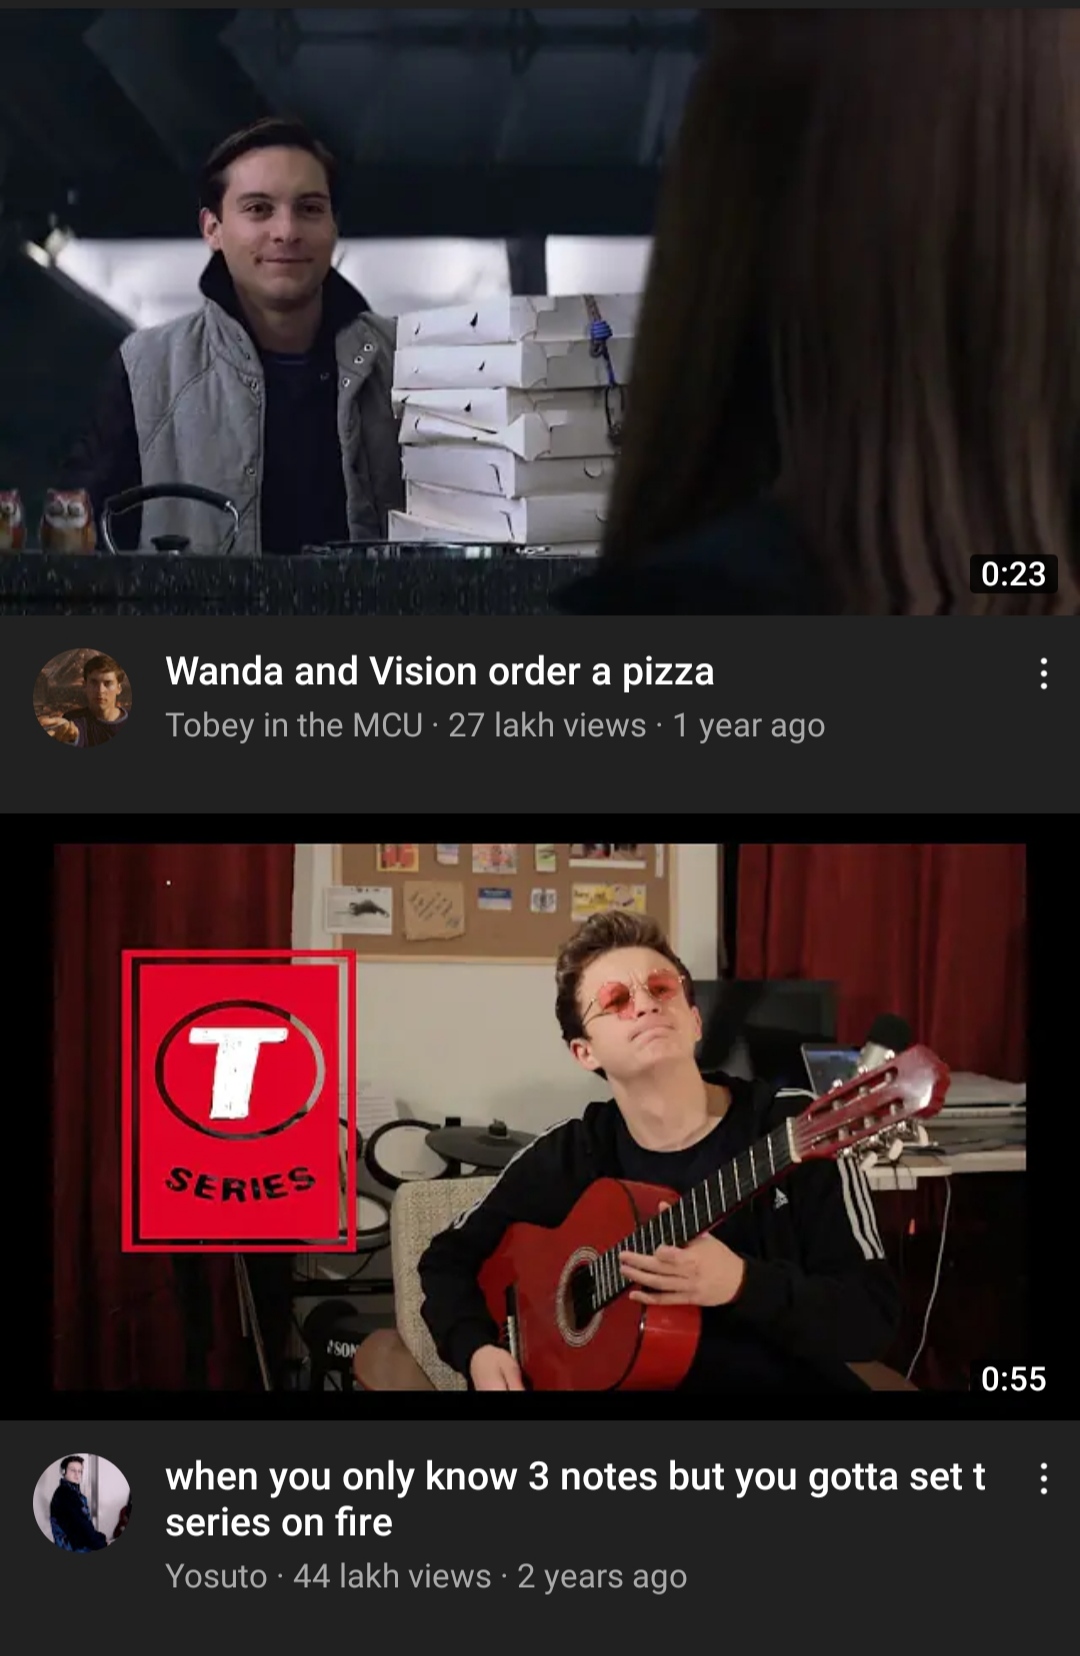 0:23
Wanda and Vision order a pizza
Tobey in the MCU · 27 lakh views · 1 year ago
T
SERIES
0:55
when you only know 3 notes but you gotta set t
series on fire
Yosuto · 44 lakh views · 2 years ago